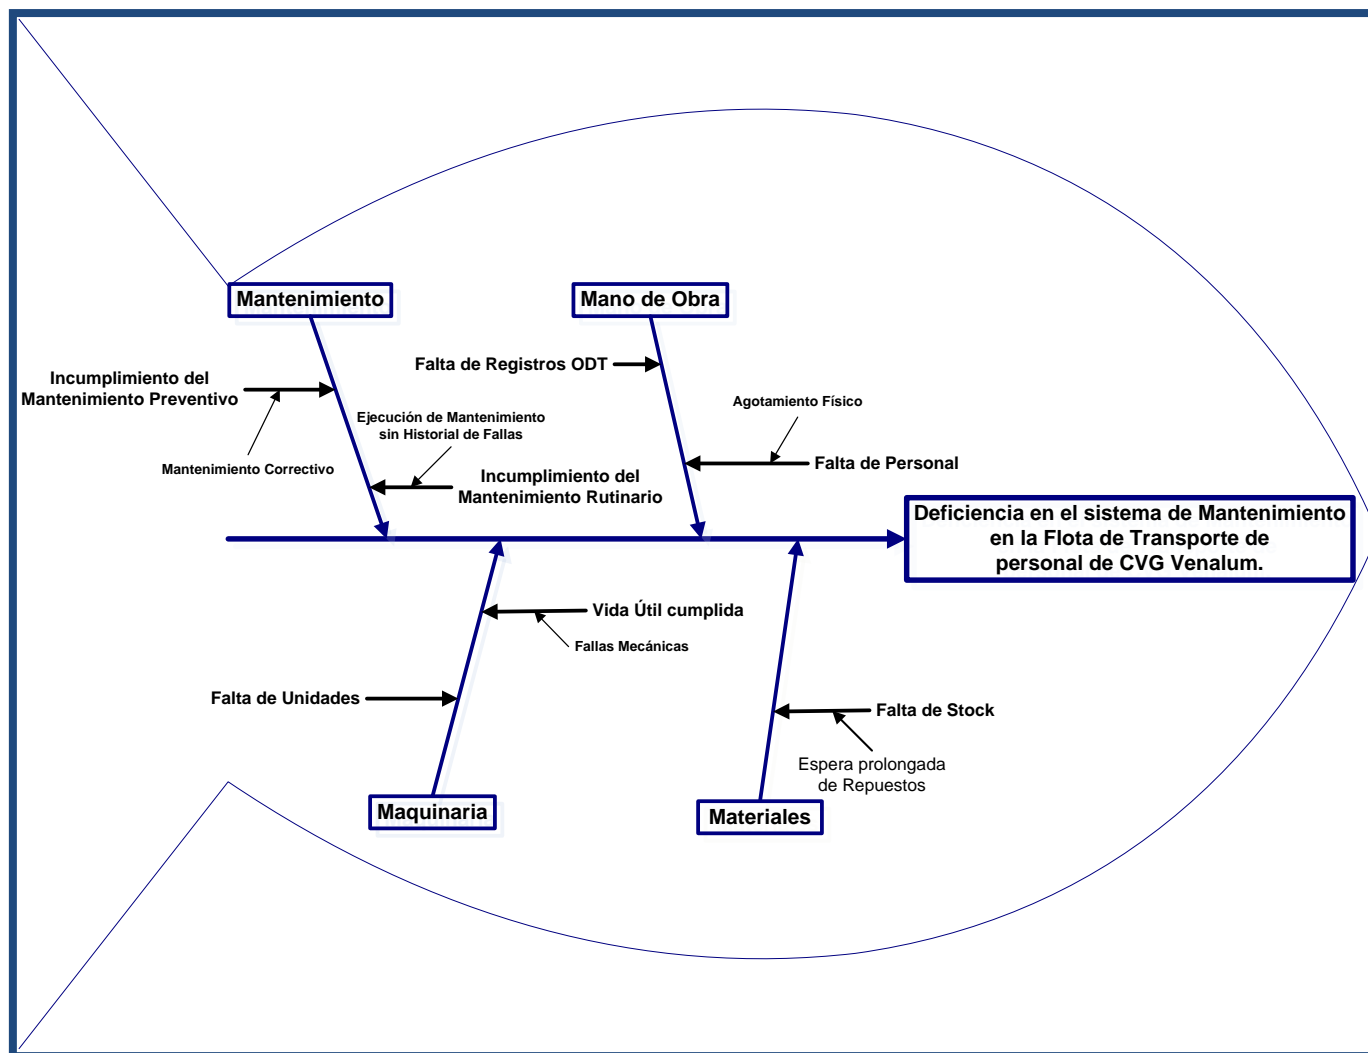 Mantenimiento
Mano de Obra
Falta de Registros ODT
Incumplimiento del
Mantenimiento Preventivo
Agotamiento Físico
Ejecución de Mantenimiento
sin Historial de Fallas
Mantenimiento Correctivo
Falta de Personal
Incumplimiento del
Mantenimiento Rutinario
Deficiencia en el sistema de Mantenimiento
en la Flota de Transporte de
personal de CVG Venalum.
Vida Útil cumplida
Fallas Mecánicas
Falta de Unidades
Falta de Stock
Espera prolongada
de Repuestos
Maquinaria
Materiales